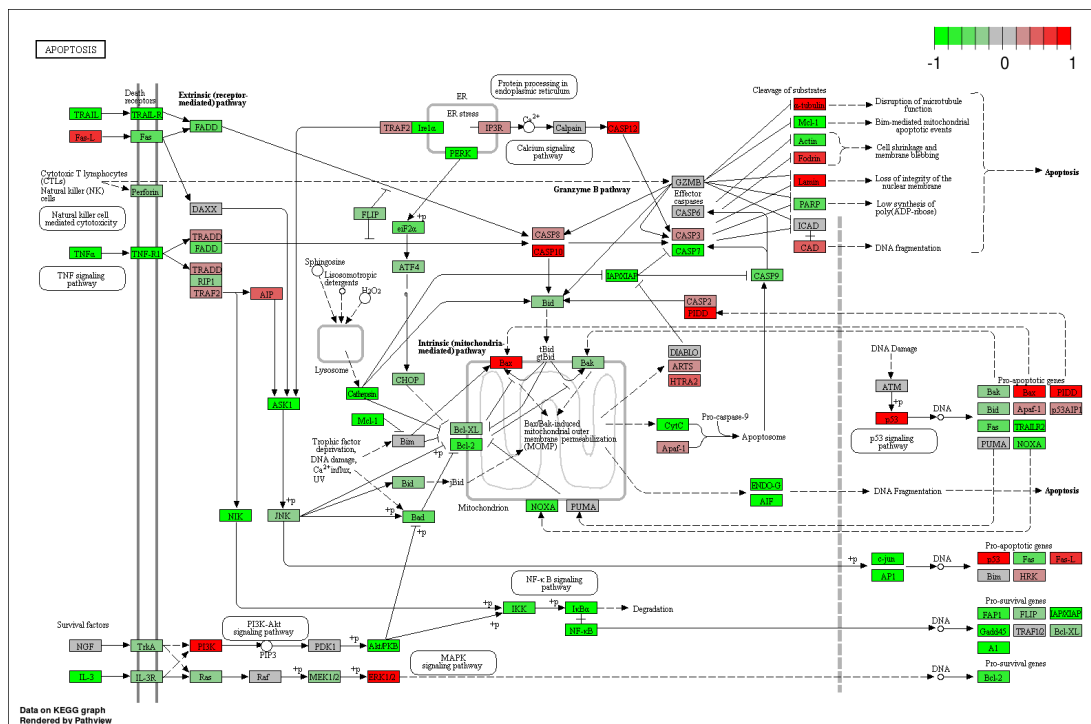 APOPTOSIS
-1 0 1
Death
receptors
Extrinsic (receptor-
mediated) pathway
ER
ER stress
Protein processing in
endoplasmic reticulum
Cleavage of substrates
TRAIL
TRAIL-R
FADD
Fas-L
Fas
TRAF2
Ire1α
IP3R
Ca2+
Calpain
CASP12
Calcium signaling
pathway
PERK
α-tubulin
Disruption of microtubule
function
Mcl-1
Bim-mediated mitochondrial
apoptotic events
Actin
Fodrin
Cell shrinkage and
membrane blebbing
Lamin
Loss of integrity of the
nuclear membrane
Apoptosis
PARP
Low synthesis of
poly(ADP-ribose)
ICAD
CAD
DNA fragmentation
Cytotoxic T lymphocytes
(CTLs)
Natural killer (NK)
cells
Perforin
Granzyme B pathway
GZMB
Effector
caspases
CASP6
CASP3
CASP7
Natural killer cell
mediated cytotoxicity
DAXX
FLIP
+p
eiF2α
CASP8
CASP10
TNFα
TNF-R1
TRADD
FADD
TNF signaling
pathway
TRADD
RIP1
TRAF2
AIP
Sphingosine
Lisosomotropic
detergents
H2O2
ATF4
IAP/XIAP
CASP9
Bid
CASP2
PIDD
Lysosome
Intrinsic (mitochondria-
mediated) pathway
tBid
gtBid
Bax
Bak
DIABLO
ARTS
HTRA2
DNA Damage
ATM
+p
p53
DNA
p53 signaling
pathway
Pro-apoptotic genes
Bak
Bax
PIDD
Bid
Apaf-1
p53AIP1
Fas
TRAILR2
PUMA
NOXA
CHOP
Cathepsin
ASK1
Mcl-1
Bcl-XL
Bcl-2
Bim
+p
Bax/Bak-induced
mitochondrial outer
membrane permeabilization
(MOMP)
CytC
Apaf-1
Pro-caspase-9
Apoptosome
Trophic factor
deprivation,
DNA damage,
Ca2+influx,
UV
Bid
jBid
Mitochondrion
NOXA
PUMA
ENDO-G
AIF
DNA Fragmentation
Apoptosis
NIK
+p
JNK
+p
Bad
+p
+p
c-jun
AP1
DNA
Pro-apoptotic genes
p53
Fas
Fas-L
Bim
HRK
NF-κB signaling
pathway
+p
+p
IKK
+p
IκBα
NF-κB
Degradation
DNA
Pro-survival genes
FAP1
FLIP
IAP/XIAP
Gadd45
TRAF1/2
Bcl-XL
A1
Survival factors
NGF
TrkA
PI3K-Akt
signaling pathway
PI3K
PIP3
PDK1
+p
Akt/PKB
IL-3
IL-3R
Ras
Raf
+p
MEK1/2
+p
ERK1/2
MAPK
signaling pathway
DNA
Pro-survival genes
Bcl-2
Data on KEGG graph
Rendered by Pathview